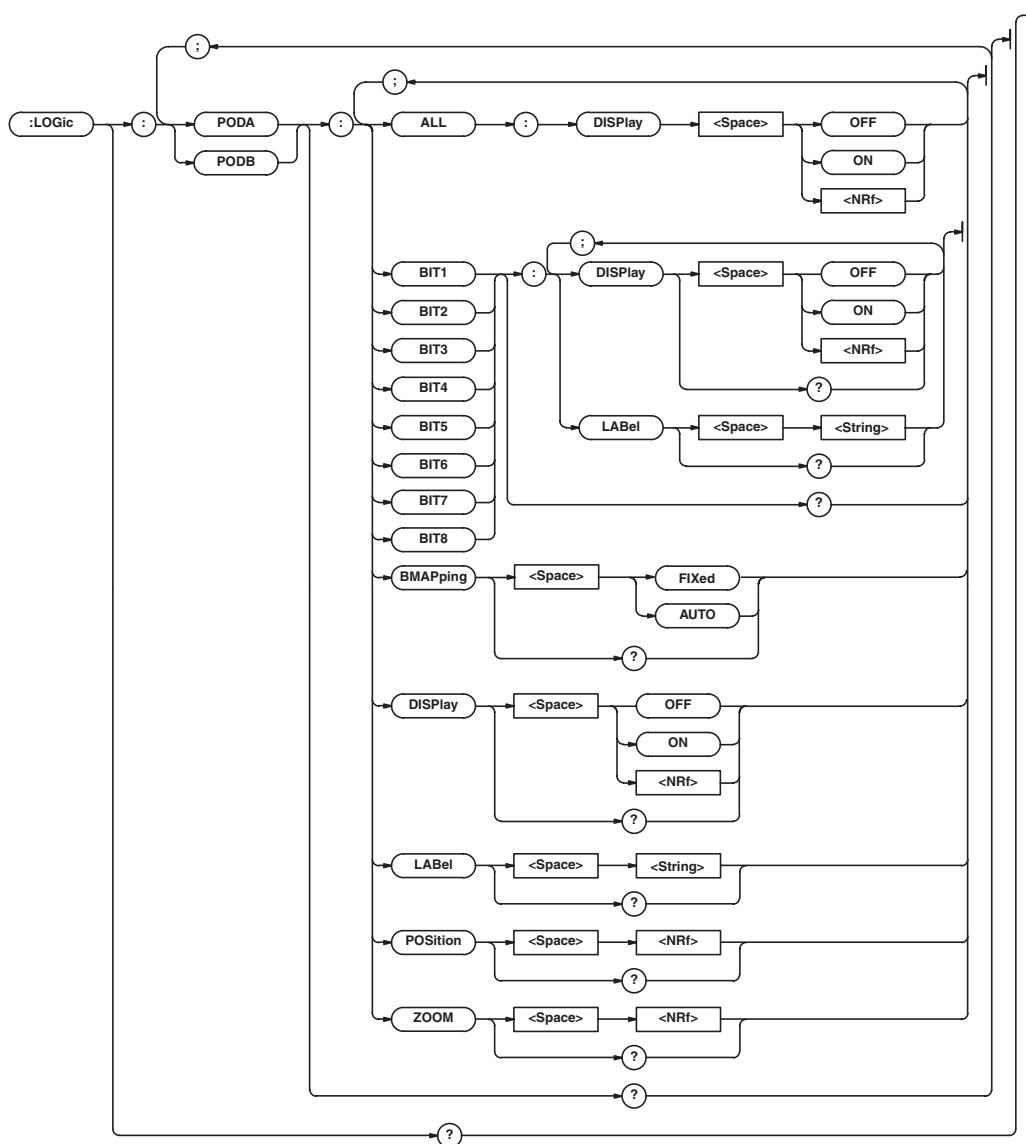 ;
;
:LOGic : PODA : ALL : DISPlay <Space> OFF
PODB
ON
<NRf>
;
BIT1 : DISPlay <Space> OFF
BIT2
ON
BIT3
<NRf>
BIT4
?
BIT5
LABel <Space> <String>
BIT6
?
BIT7
?
BIT8
BMAPping <Space> FIXed
AUTO
?
DISPlay <Space> OFF
ON
<NRf>
?
LABel <Space> <String>
?
POSition <Space> <NRf>
?
ZOOM <Space> <NRf>
?
?
?